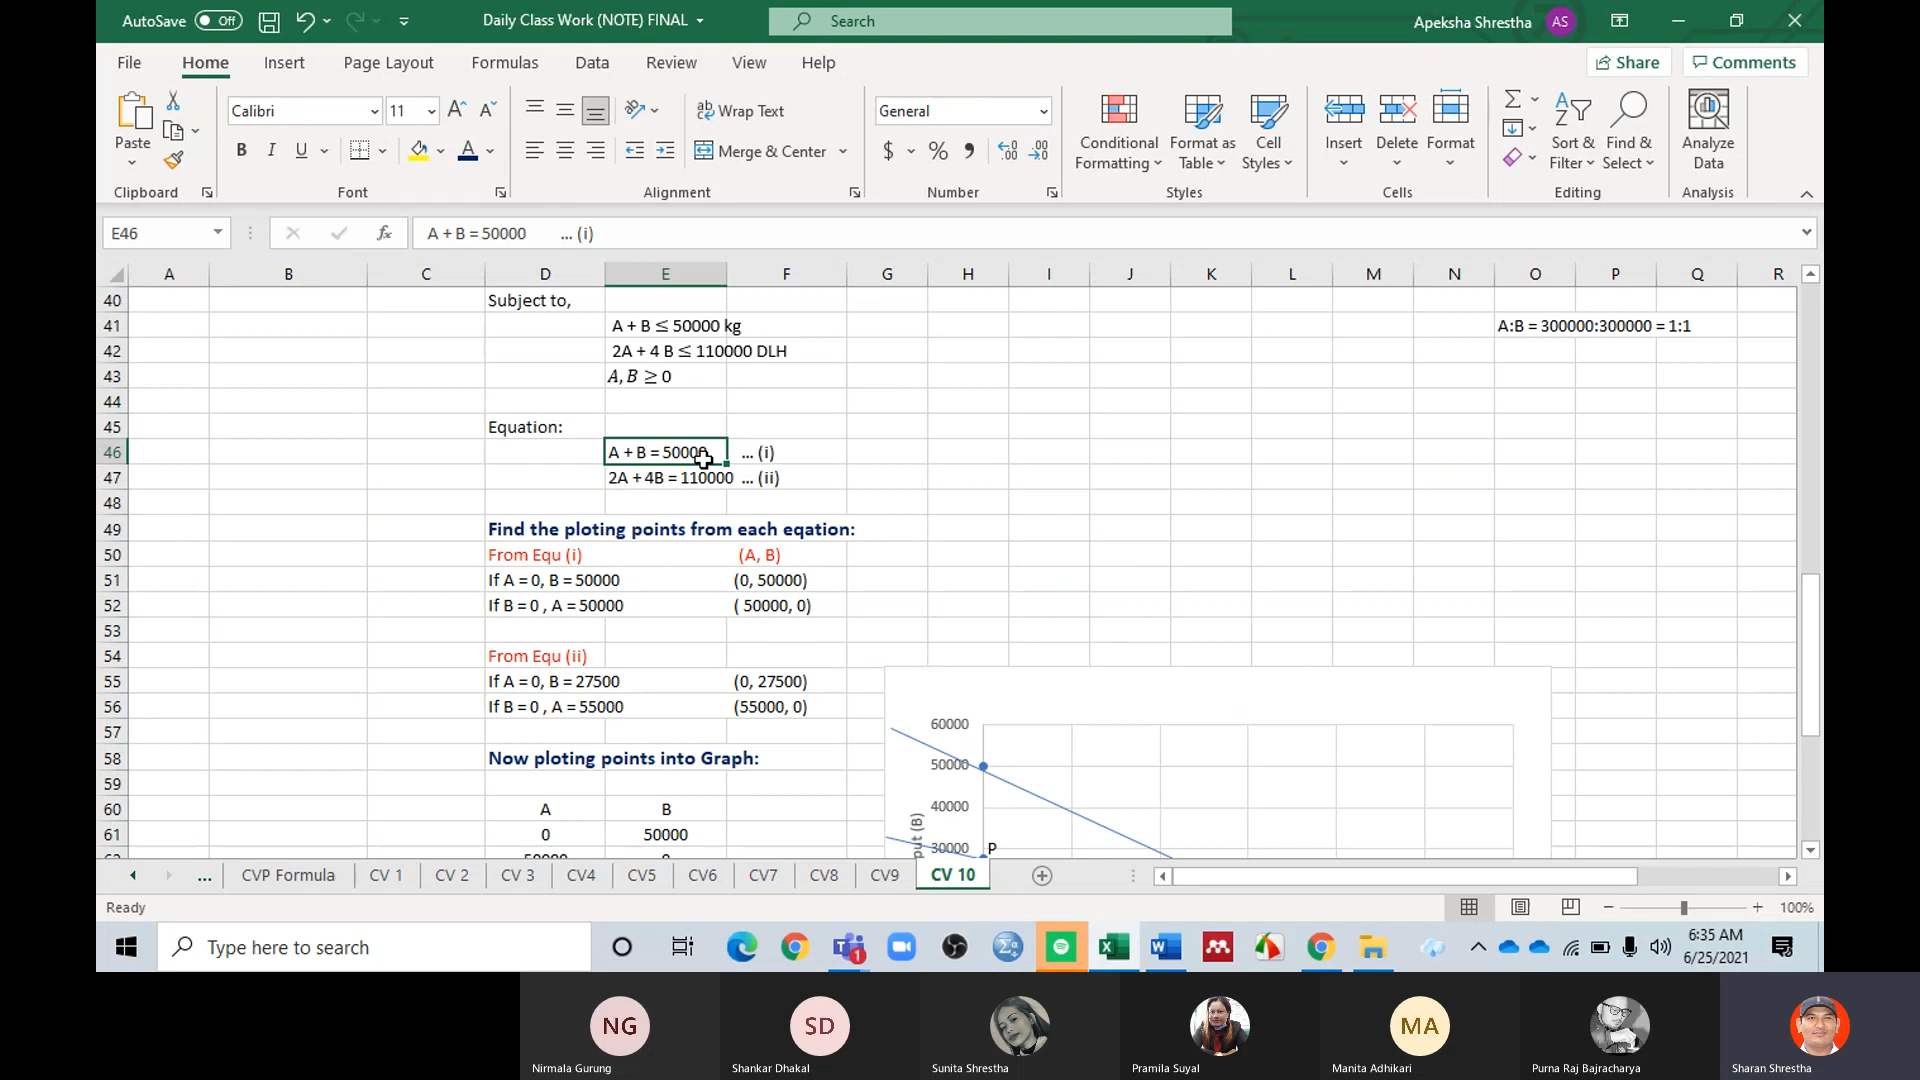 AutoSave Off Daily Class Work (NOTE) FINAL Search Apeksha Shrestha AS
File Home Insert Page Layout Formulas Data Review View Help Share Comments
Paste Calibri 11 A A ab Wrap Text General Conditional Formatting Format as Table Cell Styles Insert Delete Format Sort & Filter Find & Select Analyze Data
B I U A Merge & Center $ %
Clipboard Font Alignment Number Styles Cells Editing Analysis
E46 fx A + B = 50000 ... (i)
A B C D E F G H I J K L M N O P Q R
40 Subject to,
41 A + B ≤ 50000 kg A:B = 300000:300000 = 1:1
42 2A + 4 B ≤ 110000 DLH
43 A, B ≥ 0
44
45 Equation:
46 A + B = 50000 ... (i)
47 2A + 4B = 110000 ... (ii)
48
49 Find the ploting points from each eqation:
50 From Equ (i) (A, B)
51 If A = 0, B = 50000 (0, 50000)
52 If B = 0 , A = 50000 ( 50000, 0)
53
54 From Equ (ii)
55 If A = 0, B = 27500 (0, 27500)
56 If B = 0 , A = 55000 (55000, 0)
57
58 Now ploting points into Graph:
59
60 A B
61 0 50000
60000
50000
40000
30000 P
put (B)
... CVP Formula CV 1 CV 2 CV 3 CV4 CV5 CV6 CV7 CV8 CV9 CV 10
Ready 100%
Type here to search 1 6:35 AM
6/25/2021
NG SD MA
Nirmala Gurung Shankar Dhakal Sunita Shrestha Pramila Suyal Manita Adhikari Purna Raj Bajracharya Sharan Shrestha